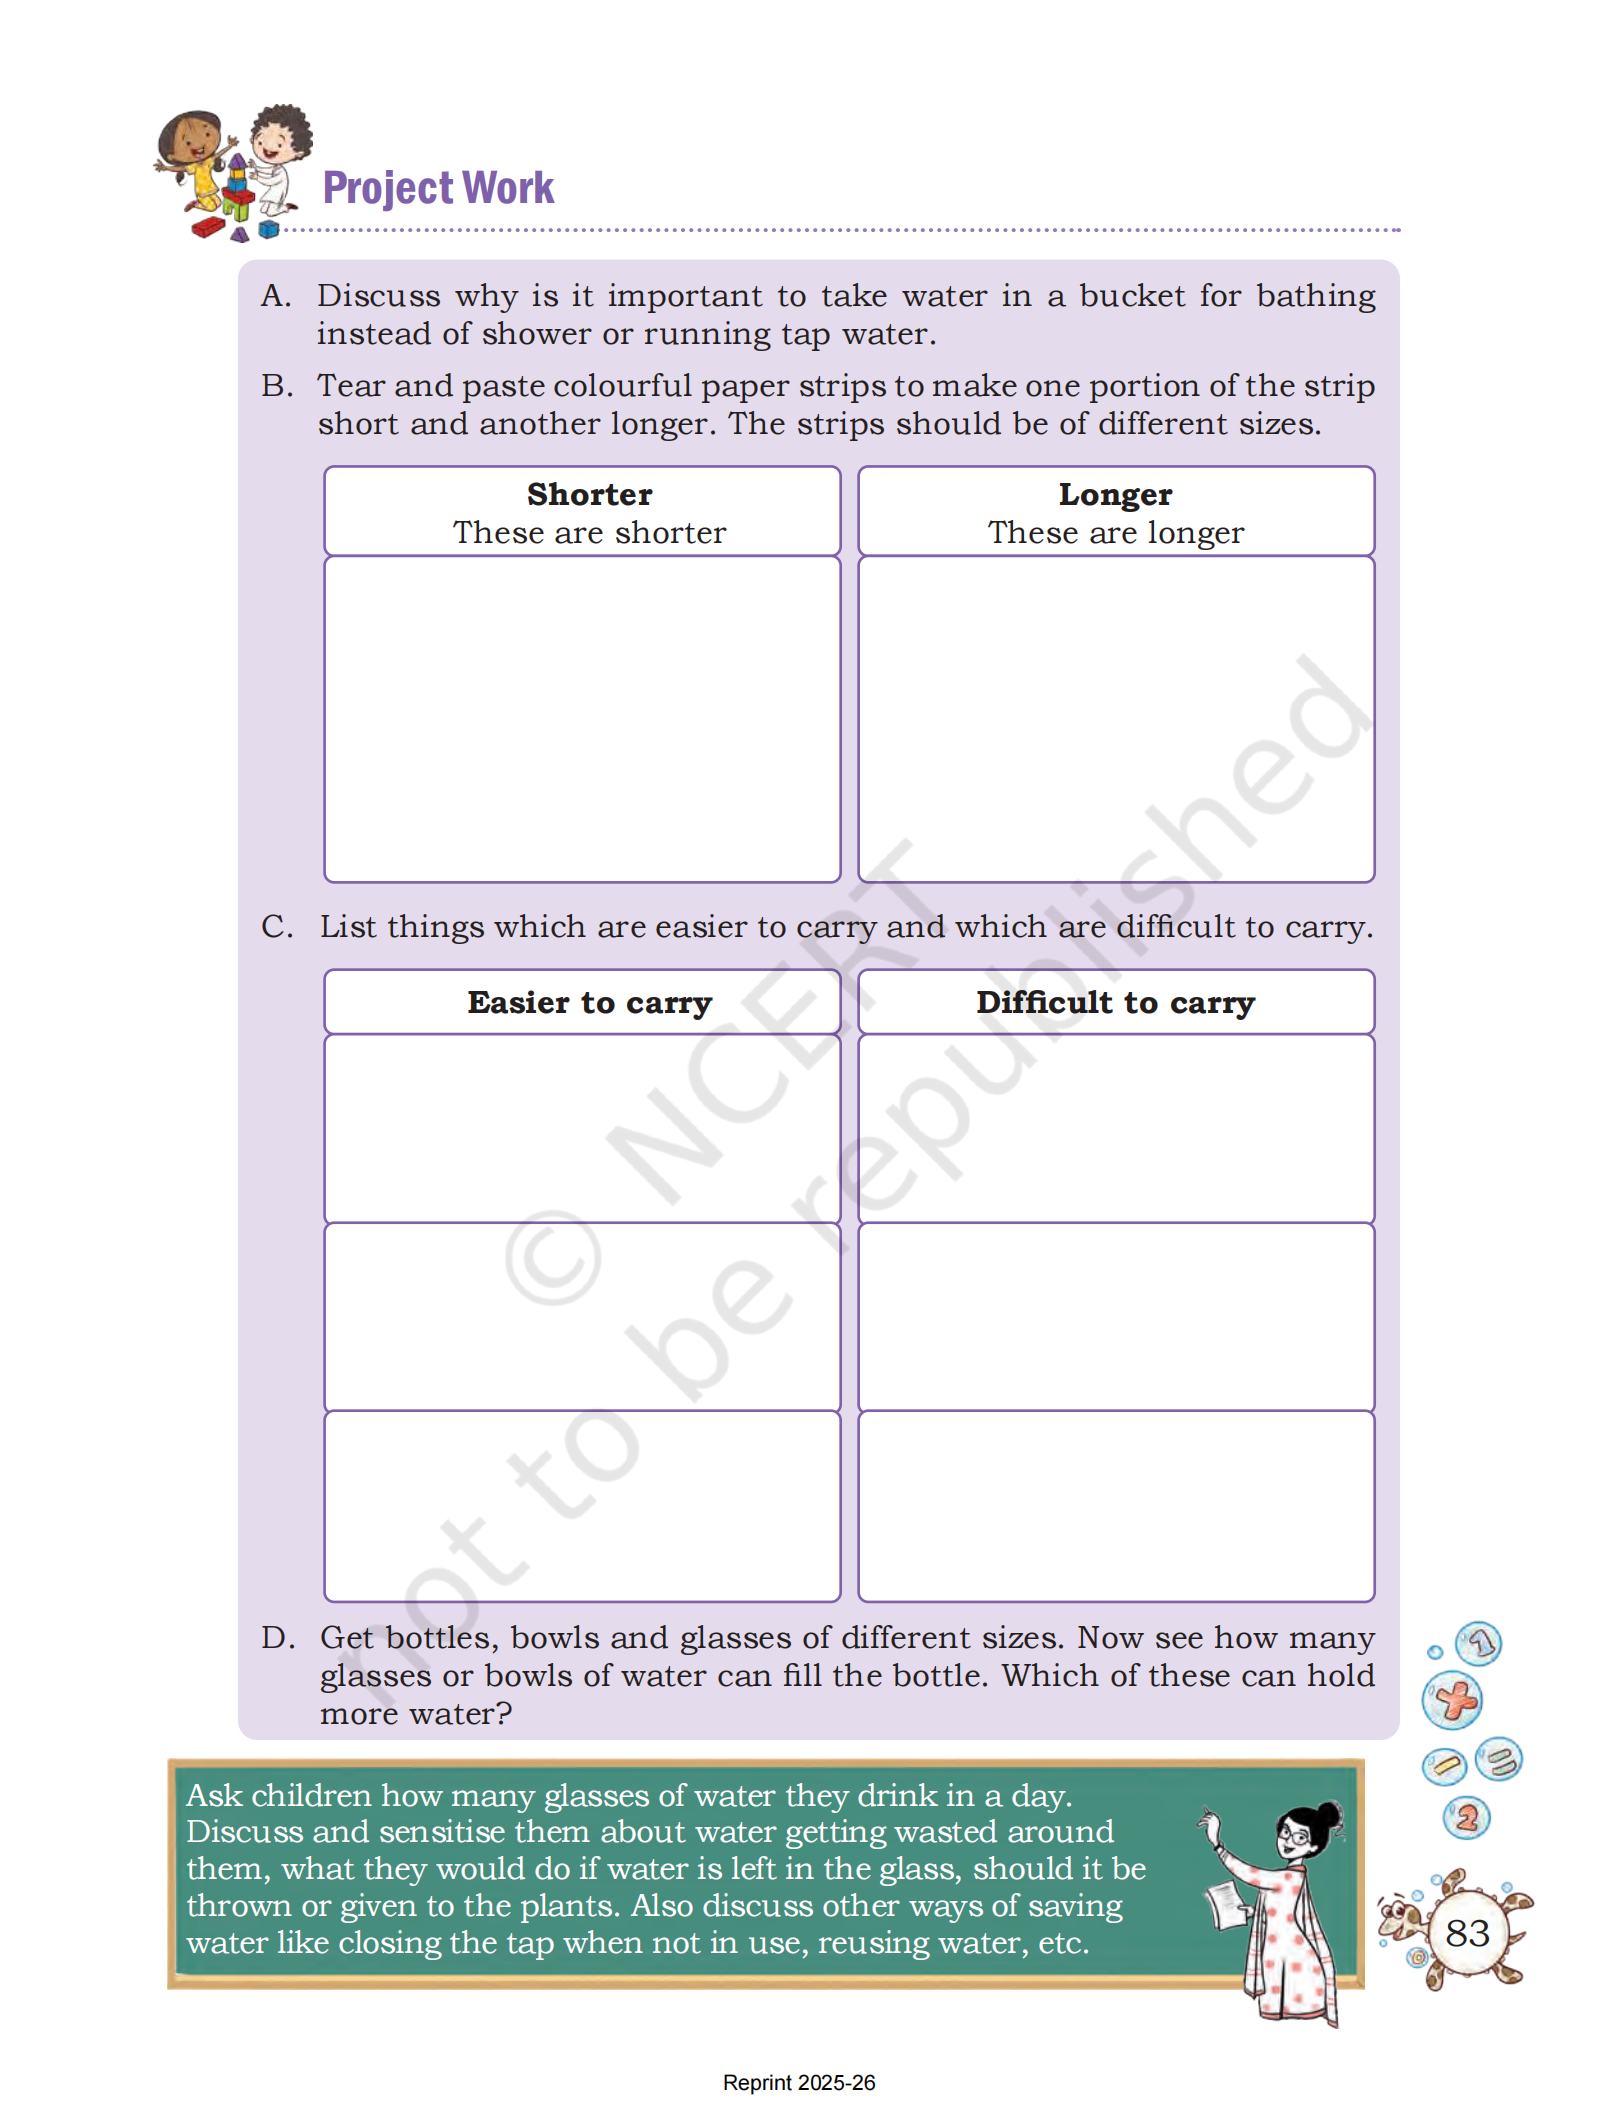 Project Work
A. Discuss why is it important to take water in a bucket for bathing
instead of shower or running tap water.
B. Tear and paste colourful paper strips to make one portion of the strip
short and another longer. The strips should be of different sizes.
Shorter
These are shorter
Longer
These are longer
C. List things which are easier to carry and which are difficult to carry.
Easier to carry
Difficult to carry
D. Get bottles, bowls and glasses of different sizes. Now see how many
glasses or bowls of water can fill the bottle. Which of these can hold
more water?
Ask children how many glasses of water they drink in a day.
Discuss and sensitise them about water getting wasted around
them, what they would do if water is left in the glass, should it be
thrown or given to the plants. Also discuss other ways of saving
water like closing the tap when not in use, reusing water, etc.
1
+
−
=
2
83
© NCERT
not to be republished
Reprint 2025-26